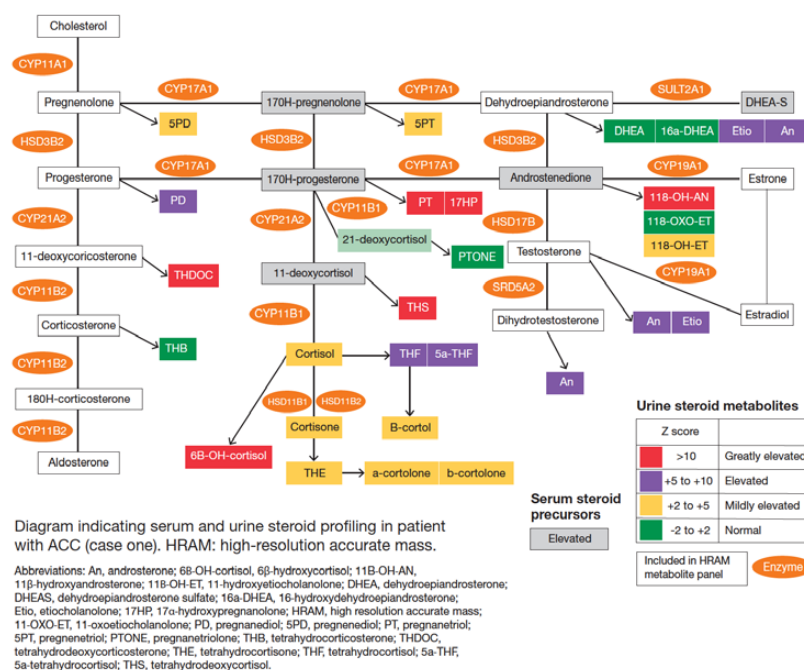 Cholesterol
CYP11A1
CYP17A1
CYP17A1
SULT2A1
Pregnenolone
170H-pregnenolone
Dehydroepiandrosterone
DHEA-S
5PD
5PT
DHEA
16a-DHEA
Etio
An
HSD3B2
HSD3B2
HSD3B2
CYP17A1
CYP17A1
CYP19A1
Progesterone
170H-progesterone
Androstenedione
Estrone
PD
PT
17HP
118-OH-AN
118-OXO-ET
118-OH-ET
CYP21A2
CYP21A2
CYP11B1
HSD17B
21-deoxycortisol
PTONE
11-deoxycorticosterone
11-deoxycortisol
Testosterone
CYP19A1
THDOC
THS
SRD5A2
CYP11B2
CYP11B1
Corticosterone
Dihydrotestosterone
Estradiol
An
Etio
THB
Cortisol
THF
5a-THF
An
CYP11B2
HSD11B1
HSD11B2
180H-corticosterone
Cortisone
B-cortol
CYP11B2
6B-OH-cortisol
Aldosterone
THE
a-cortolone
b-cortolone
Urine steroid metabolites
Z score
>10
Greatly elevated
+5 to +10
Elevated
+2 to +5
Mildly elevated
-2 to +2
Normal
Serum steroid
precursors
Elevated
Included in HRAM
metabolite panel
Enzyme
Diagram indicating serum and urine steroid profiling in patient
with ACC (case one). HRAM: high-resolution accurate mass.
Abbreviations: An, androsterone; 6B-OH-cortisol, 6β-hydroxycortisol; 11B-OH-AN,
11β-hydroxyandrosterone; 118-OH-ET, 11-hydroxyetiocholanolone; DHEA, dehydroepiandrosterone;
DHEAS, dehydroepiandrosterone sulfate; 16a-DHEA, 16-hydroxydehydroepiandrosterone;
Etio, etiocholanolone; 17HP, 17α-hydroxypregnanolone; HRAM, high resolution accurate mass;
11-OXO-ET, 11-oxoetiocholanolone; PD, pregnanediol; 5PD, pregnenediol; PT, pregnanetriol;
5PT, pregnenetriol; PTONE, pregnanetriolone; THB, tetrahydrocorticosterone; THDOC,
tetrahydrodeoxycorticosterone; THE, tetrahydrocortisone; THF, tetrahydrocortisol; 5a-THF,
5a-tetrahydrocortisol; THS, tetrahydrodeoxycortisol.